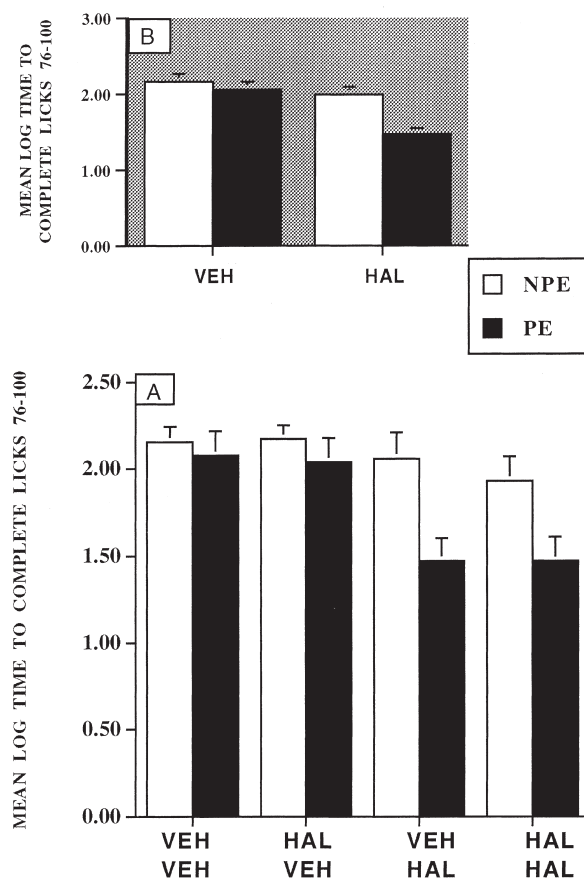 MEAN LOG TIME TO
COMPLETE LICKS 76-100
B
3.00
2.00
1.00
0.00
VEH HAL
NPE
PE
MEAN LOG TIME TO COMPLETE LICKS 76-100
A
2.50
2.00
1.50
1.00
0.50
0.00
VEH HAL VEH HAL
VEH VEH HAL HAL